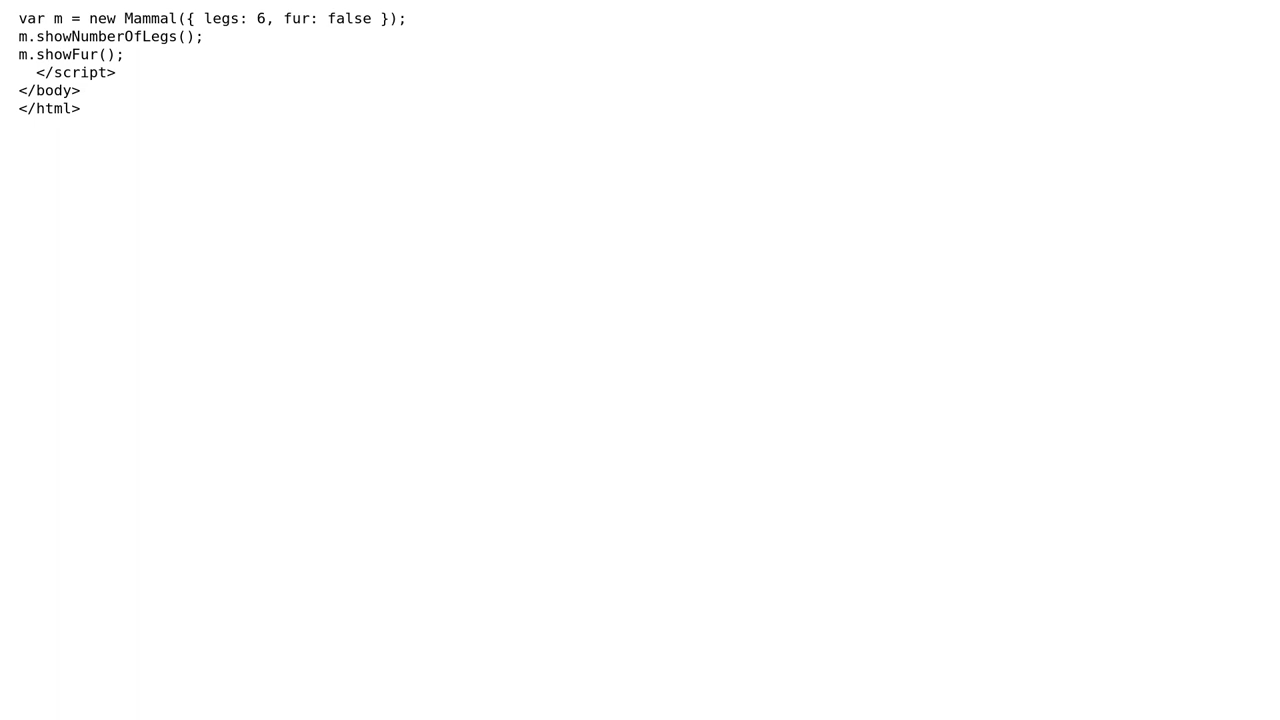 var m = new Mammal({ legs: 6, fur: false });
m.showNumberOfLegs();
m.showFur();
  </script>
</body>
</html>